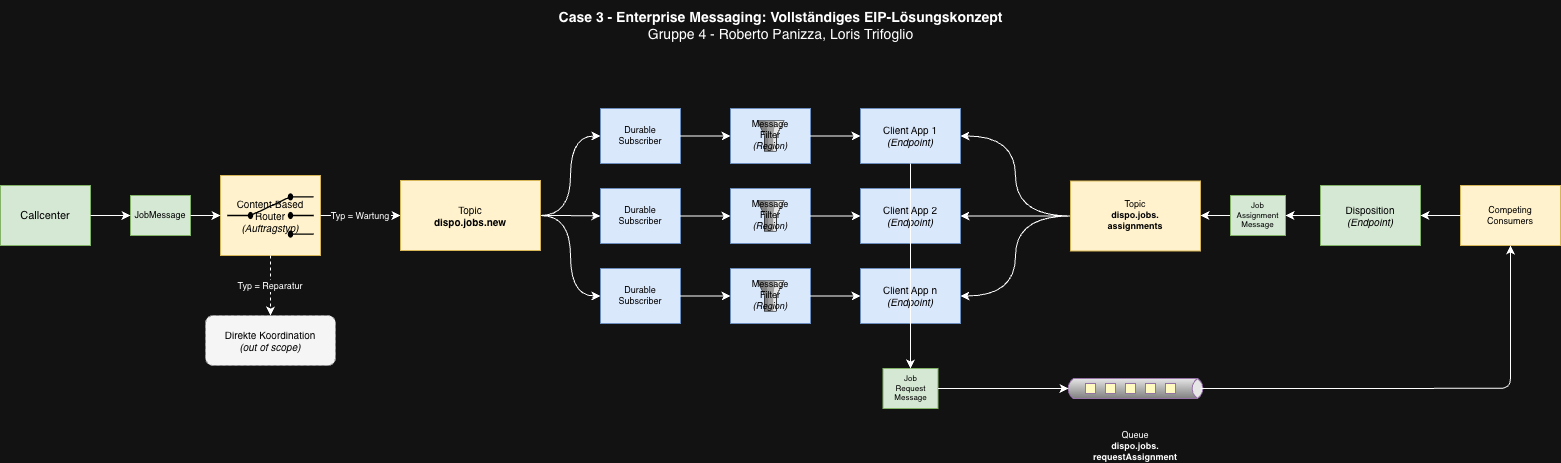 Case 3 - Enterprise Messaging: Vollständiges EIP-Lösungskonzept
Gruppe 4 - Roberto Panizza, Loris Trifoglio
Callcenter
JobMessage
Content-Based
Router
(Auftragstyp)
Typ = Wartung
Typ = Reparatur
Direkte Koordination
(out of scope)
Topic
dispo.jobs.new
Durable
Subscriber
Message
Filter
(Region)
Client App 1
(Endpoint)
Durable
Subscriber
Message
Filter
(Region)
Client App 2
(Endpoint)
Durable
Subscriber
Message
Filter
(Region)
Client App n
(Endpoint)
Topic
dispo.jobs.
assignments
Job
Assignment
Message
Disposition
(Endpoint)
Competing
Consumers
Job
Request
Message
Queue
dispo.jobs.
requestAssignment